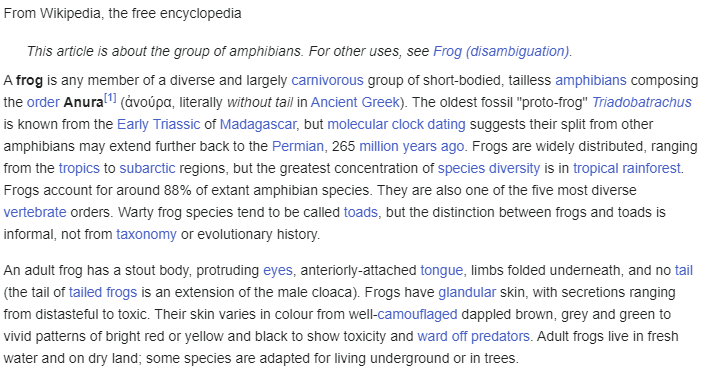 From Wikipedia, the free encyclopedia
This article is about the group of amphibians. For other uses, see Frog (disambiguation).
A frog is any member of a diverse and largely carnivorous group of short-bodied, tailless amphibians composing
the order Anura[1] (ἀνούρα, literally without tail in Ancient Greek). The oldest fossil "proto-frog" Triadobatrachus
is known from the Early Triassic of Madagascar, but molecular clock dating suggests their split from other
amphibians may extend further back to the Permian, 265 million years ago. Frogs are widely distributed, ranging
from the tropics to subarctic regions, but the greatest concentration of species diversity is in tropical rainforest.
Frogs account for around 88% of extant amphibian species. They are also one of the five most diverse
vertebrate orders. Warty frog species tend to be called toads, but the distinction between frogs and toads is
informal, not from taxonomy or evolutionary history.
An adult frog has a stout body, protruding eyes, anteriorly-attached tongue, limbs folded underneath, and no tail
(the tail of tailed frogs is an extension of the male cloaca). Frogs have glandular skin, with secretions ranging
from distasteful to toxic. Their skin varies in colour from well-camouflaged dappled brown, grey and green to
vivid patterns of bright red or yellow and black to show toxicity and ward off predators. Adult frogs live in fresh
water and on dry land; some species are adapted for living underground or in trees.